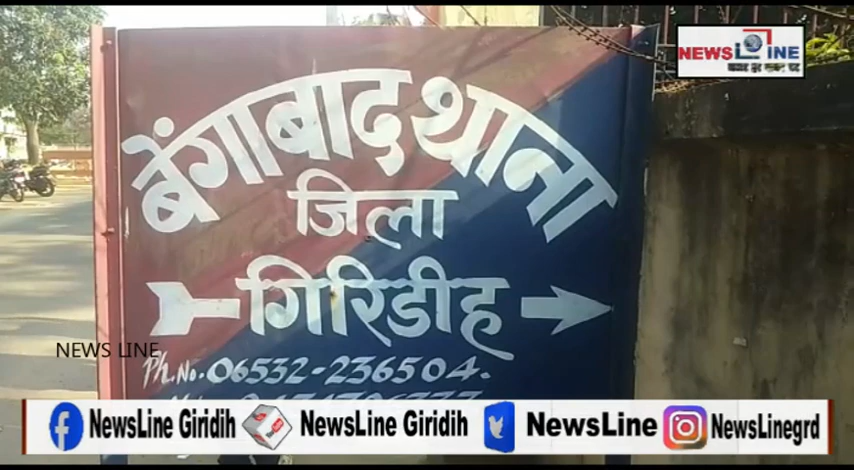 NEWSLINE
बेंगाबाद थाना
जिला
गिरिडीह
NEWS LINE
Ph.No.06532-236504.
NewsLine Giridih NewsLine Giridih NewsLine NewsLinegrd